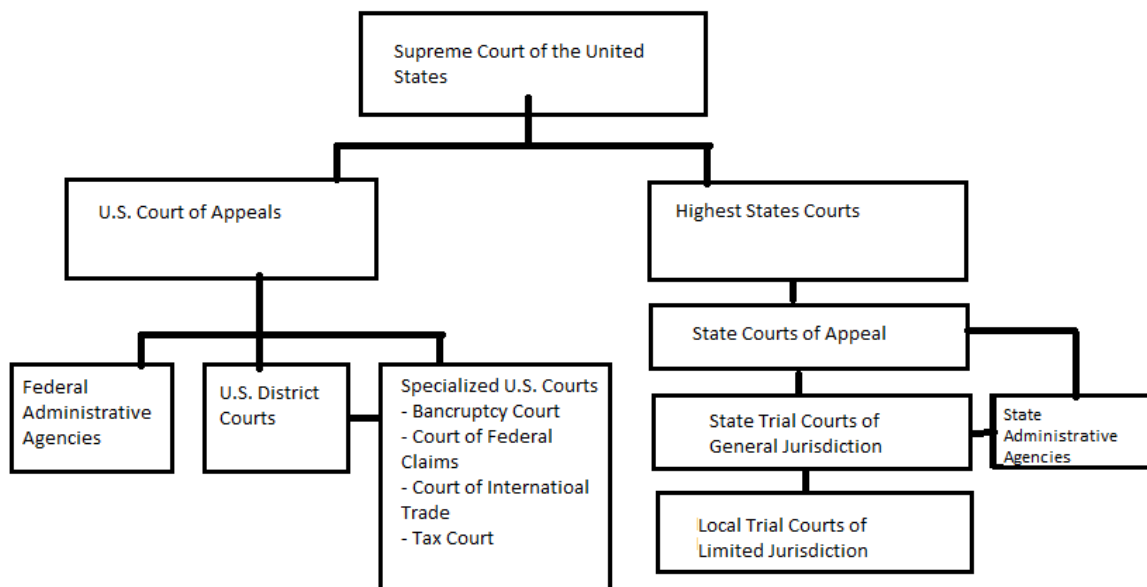 Supreme Court of the United
States
U.S. Court of Appeals
Highest States Courts
State Courts of Appeal
Federal
Administrative
Agencies
U.S. District
Courts
Specialized U.S. Courts
- Bancruptcy Court
- Court of Federal
Claims
- Court of Internatioal
Trade
- Tax Court
State Trial Courts of
General Jurisdiction
State
Administrative
Agencies
Local Trial Courts of
Limited Jurisdiction